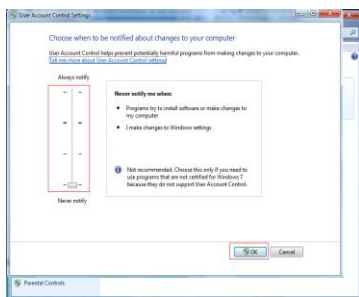 User Account Control Settings
Choose when to be notified about changes to your computer
User Account Control helps prevent potentially harmful programs from making changes to your computer.
Tell me more about User Account Control settings
Always notify
Never notify me when:
Programs try to install software or make changes to
my computer
I make changes to Windows settings
Not recommended. Choose this only if you need to
use programs that are not certified for Windows 7
because they do not support User Account Control.
Never notify
OK
Cancel
Parental Controls